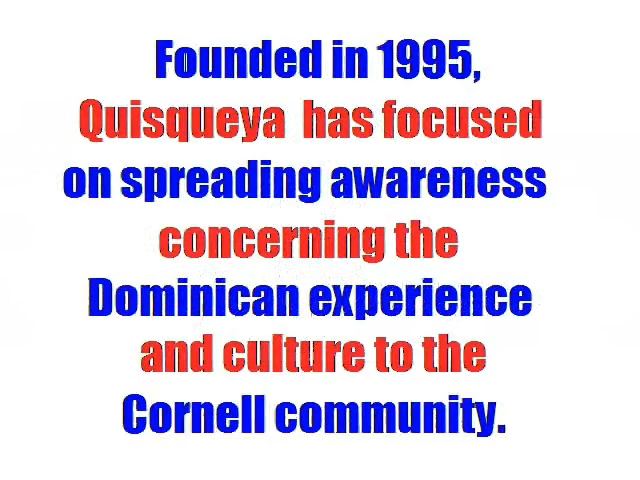 Founded in 1995,
Quisqueya has focused
on spreading awareness
concerning the
Dominican experience
and culture to the
Cornell community.